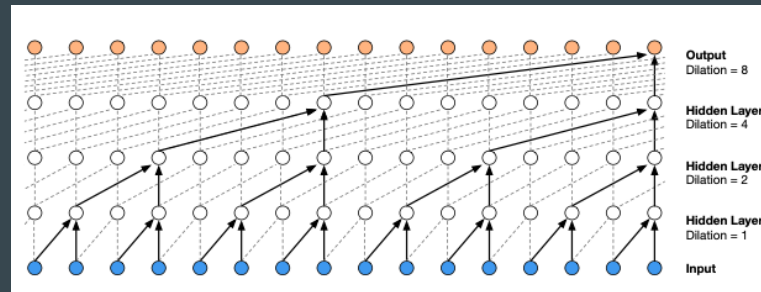 Output
Dilation = 8
Hidden Layer
Dilation = 4
Hidden Layer
Dilation = 2
Hidden Layer
Dilation = 1
Input